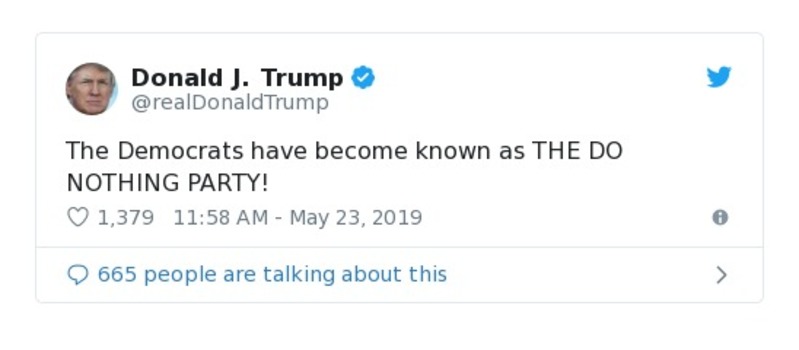 Donald J. Trump
@realDonaldTrump
The Democrats have become known as THE DO
NOTHING PARTY!
1,379 11:58 AM - May 23, 2019
665 people are talking about this